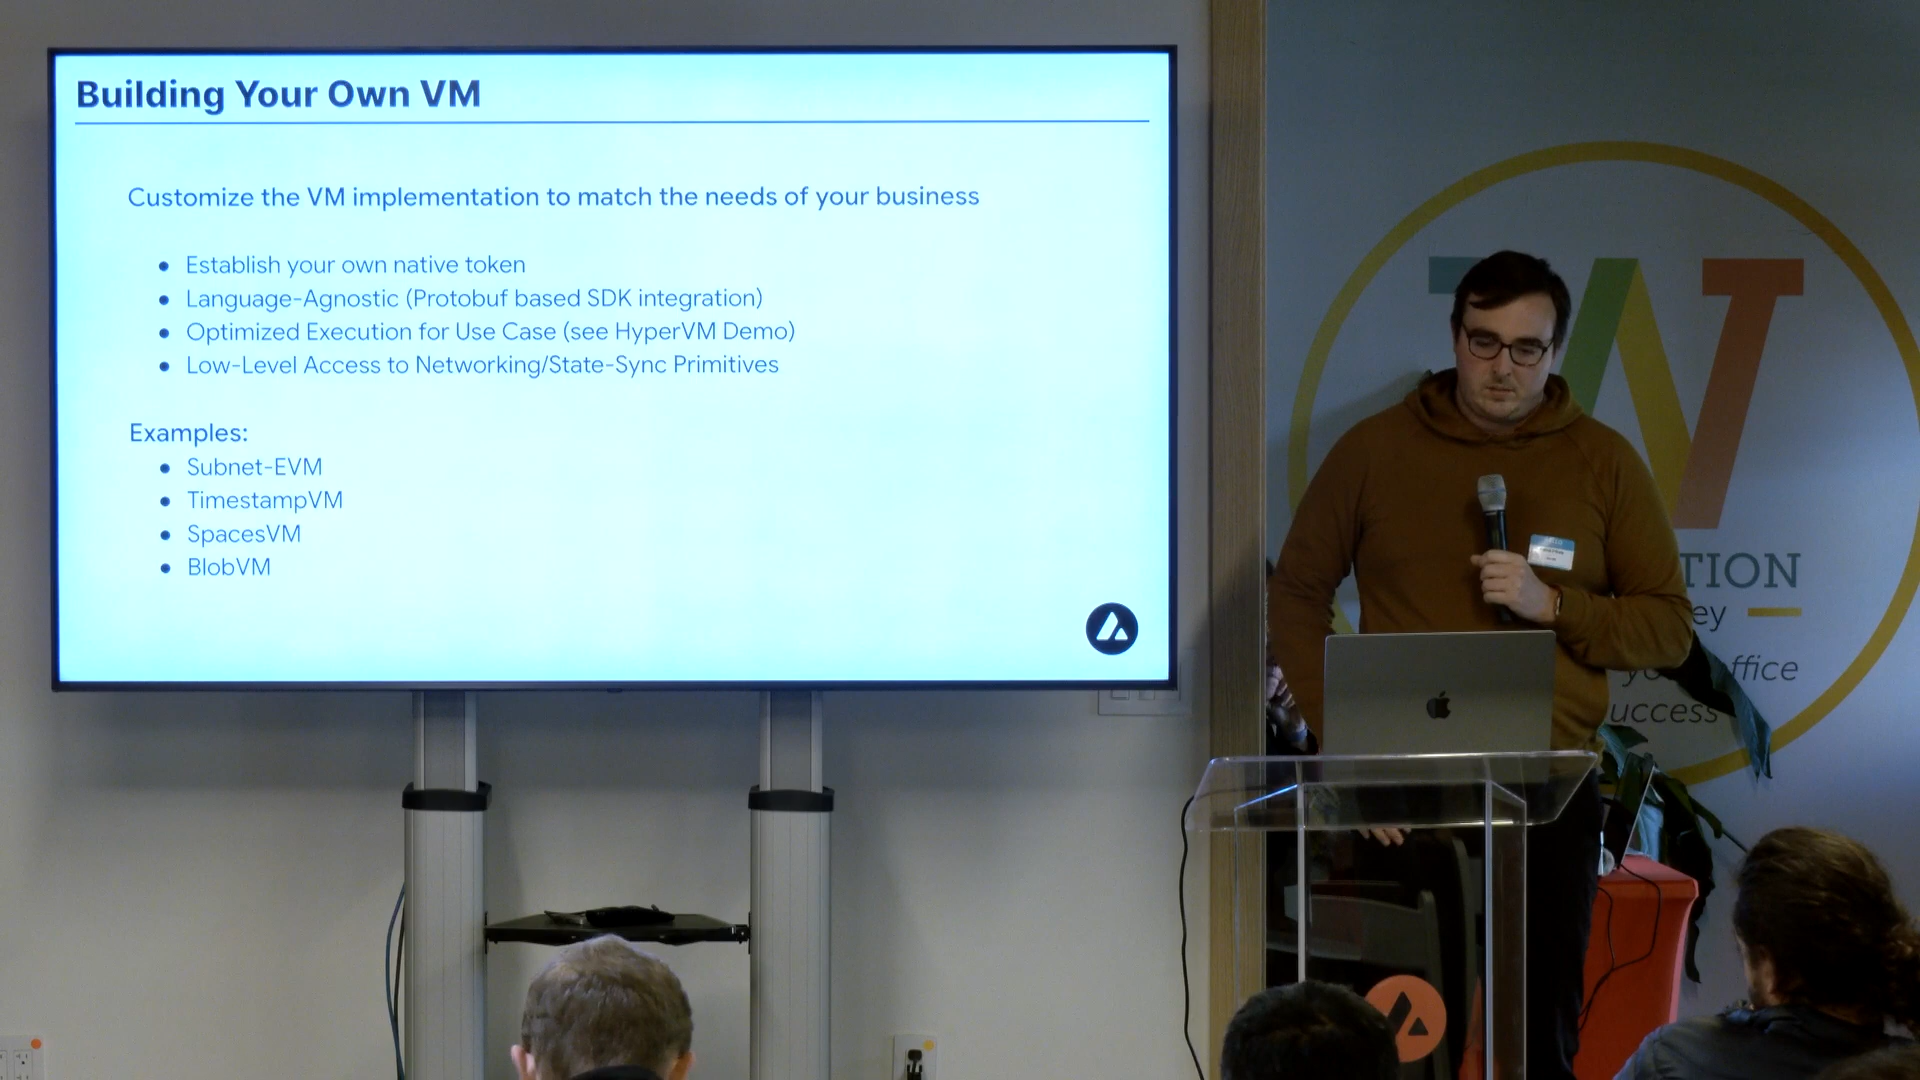 Building Your Own VM
Customize the VM implementation to match the needs of your business
Establish your own native token
Language-Agnostic (Protobuf based SDK integration)
Optimized Execution for Use Case (see HyperVM Demo)
Low-Level Access to Networking/State-Sync Primitives
Examples:
Subnet-EVM
TimestampVM
SpacesVM
BlobVM
TION
ey
ffice
uccess